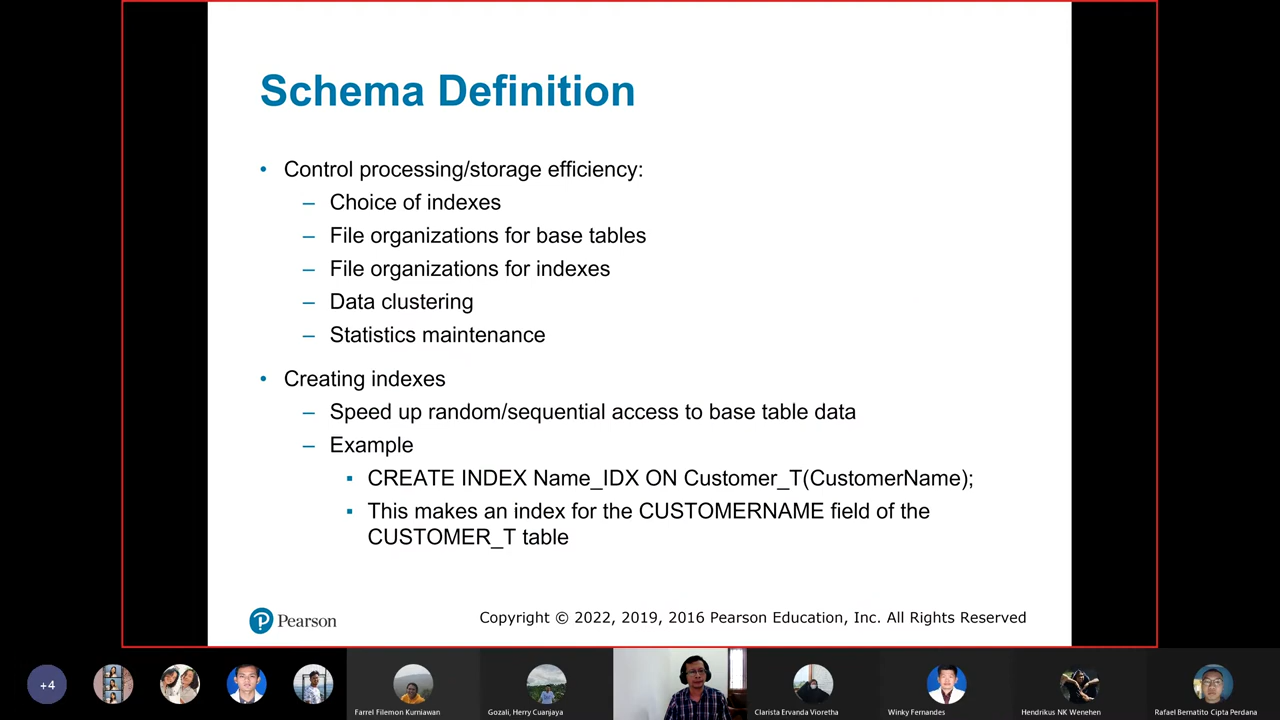 Schema Definition
• Control processing/storage efficiency:
– Choice of indexes
– File organizations for base tables
– File organizations for indexes
– Data clustering
– Statistics maintenance
• Creating indexes
– Speed up random/sequential access to base table data
– Example
▪ CREATE INDEX Name_IDX ON Customer_T(CustomerName);
▪ This makes an index for the CUSTOMERNAME field of the
CUSTOMER_T table
P Pearson
Copyright © 2022, 2019, 2016 Pearson Education, Inc. All Rights Reserved
+4
Farrel Filemon Kurniawan
Gozali, Herry Cuanjaya
Clarista Ervanda Vioretha
Winky Fernandes
Hendrikus NK Wenehen
Rafael Bernatito Cipta Perdana